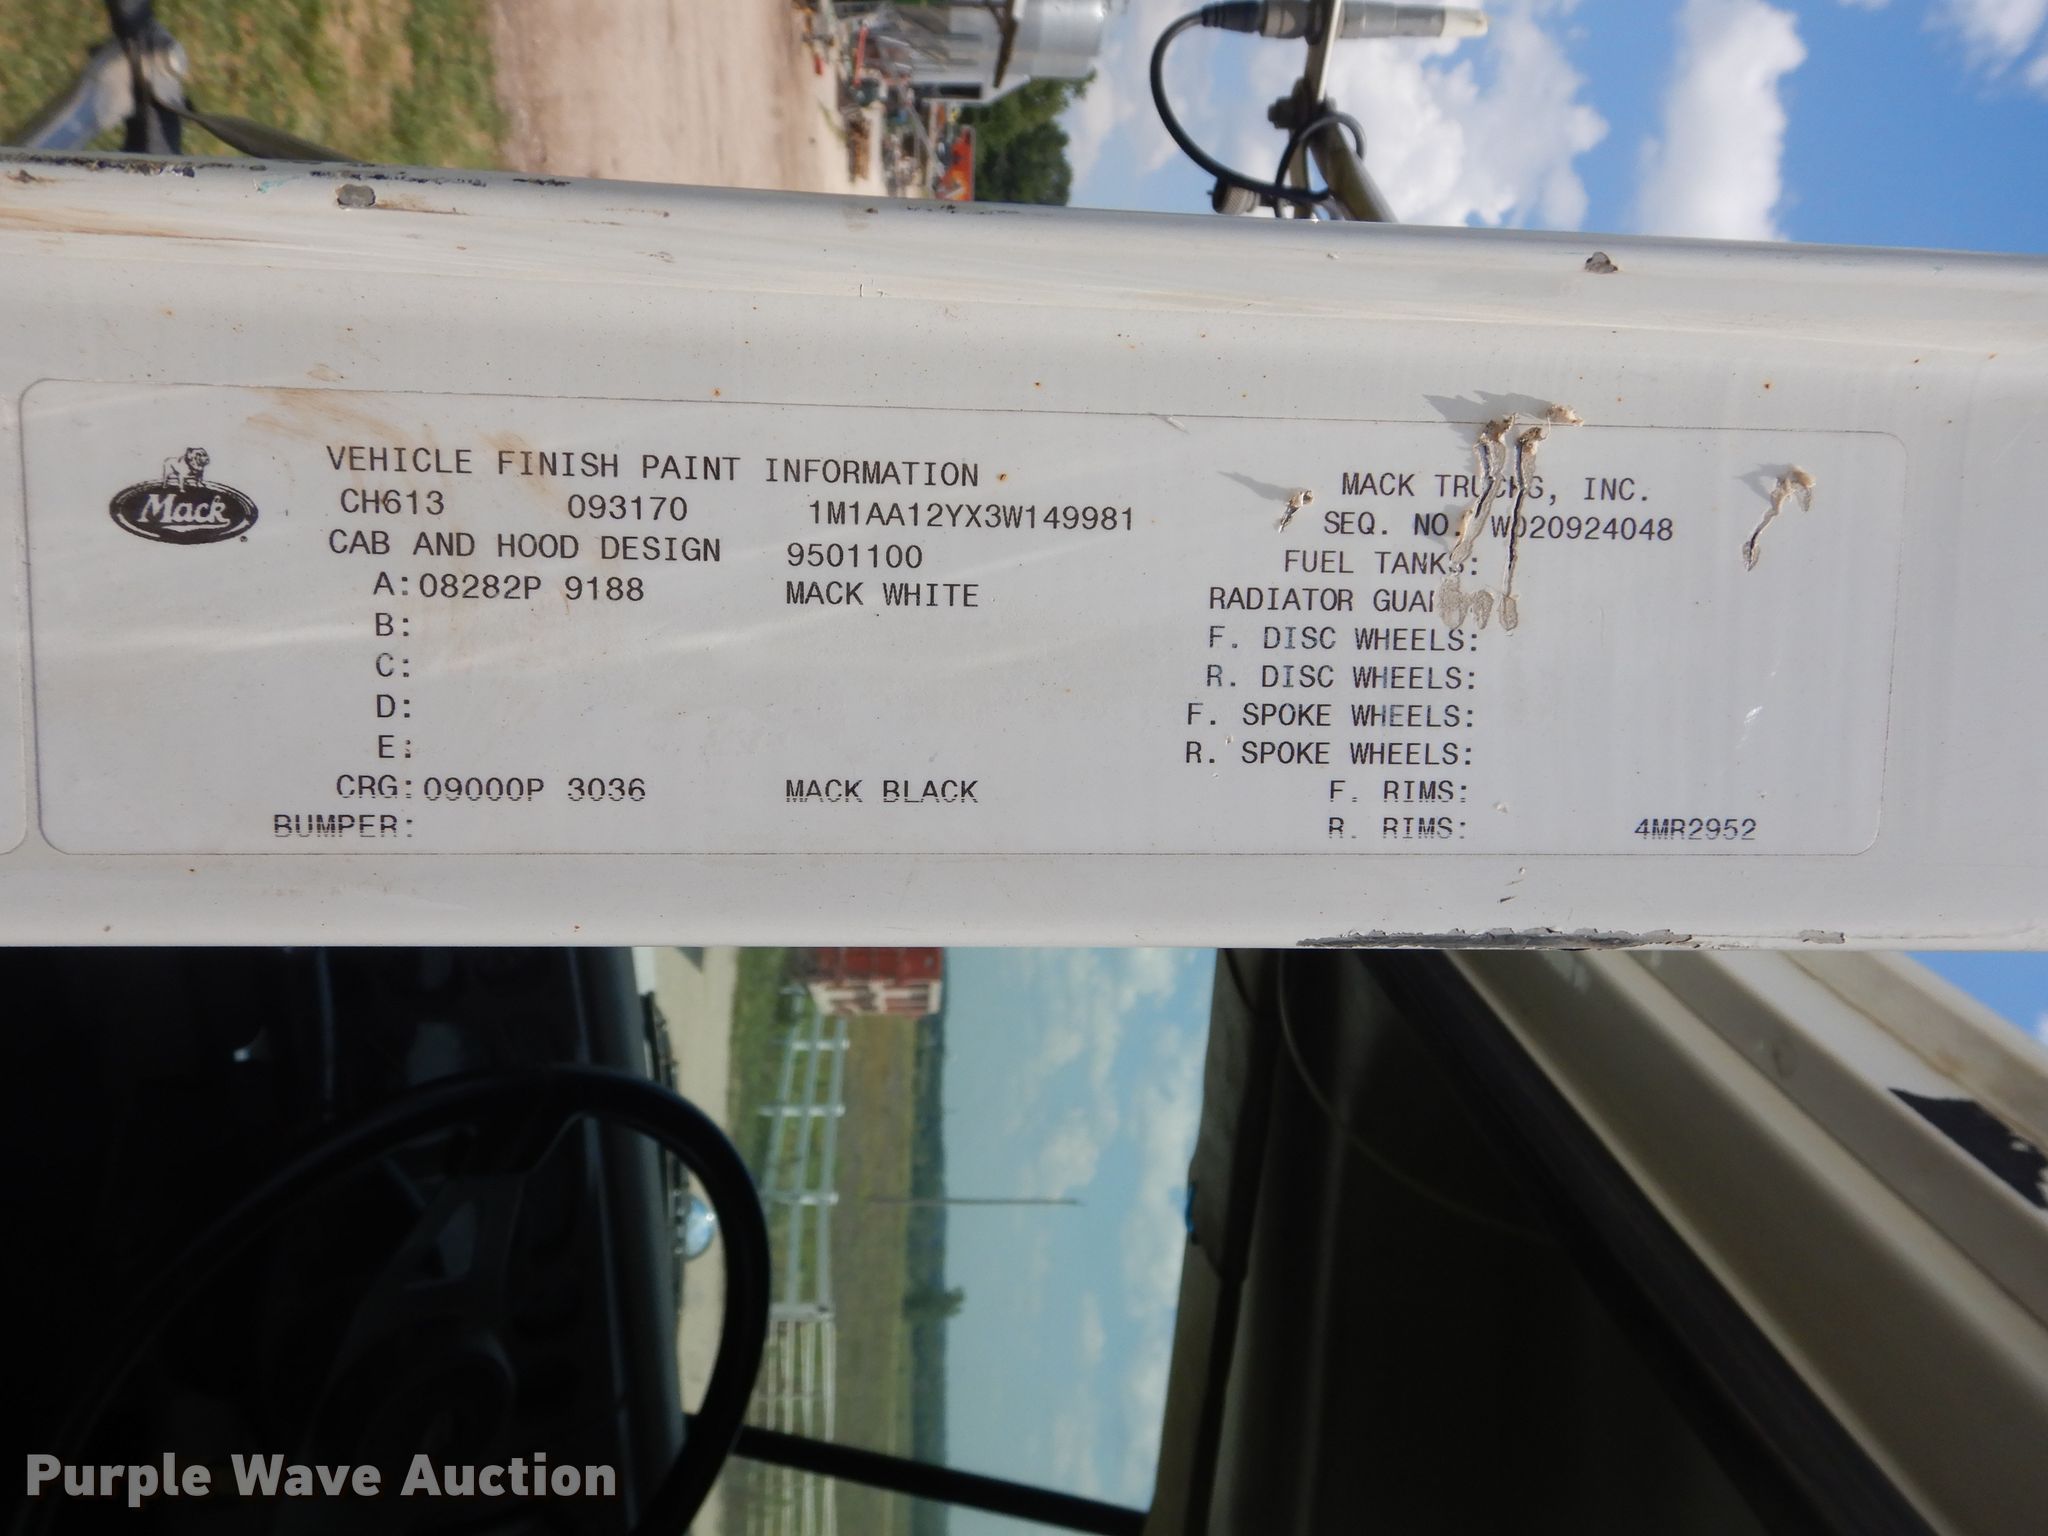 Mack
VEHICLE FINISH PAINT INFORMATION
CH613 093170 1M1AA12YX3W149981
CAB AND HOOD DESIGN 9501100
A:08282P 9188 MACK WHITE
B:
C:
D:
E:
CRG:09000P 3036 MACK BLACK
BUMPER:
MACK TRUCKS, INC.
SEQ. NO. W020924048
FUEL TANKS:
RADIATOR
F. DISC WHEELS:
R. DISC WHEELS:
F. SPOKE WHEELS:
R. SPOKE WHEELS:
F. RIMS:
R. RIMS: 4MR2952
Purple Wave Auction